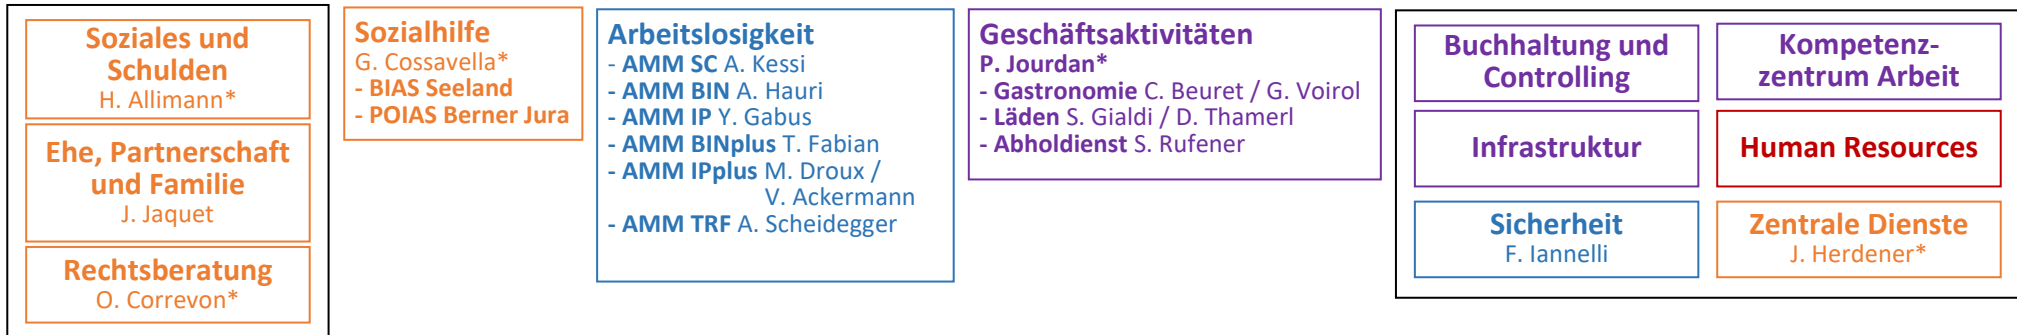 Soziales und
Schulden
H. Allimann*
Ehe, Partnerschaft
und Familie
J. Jaquet
Rechtsberatung
O. Correvon*
Sozialhilfe
G. Cossavella*
- BIAS Seeland
- POIAS Berner Jura
Arbeitslosigkeit
- AMM SC A. Kessi
- AMM BIN A. Hauri
- AMM IP Y. Gabus
- AMM BINplus T. Fabian
- AMM IPplus M. Droux /
V. Ackermann
- AMM TRF A. Scheidegger
Geschäftsaktivitäten
P. Jourdan*
- Gastronomie C. Beuret / G. Voirol
- Läden S. Gialdi / D. Thamerl
- Abholdienst S. Rufener
Buchhaltung und
Controlling
Kompetenz-
zentrum Arbeit
Infrastruktur
Human Resources
Sicherheit
F. Iannelli
Zentrale Dienste
J. Herdener*